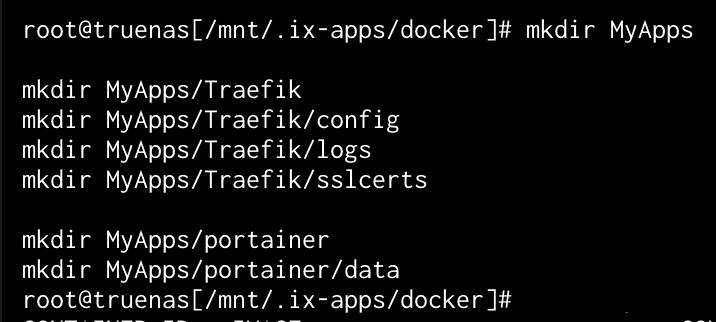 root@truenas[/mnt/.ix-apps/docker]# mkdir MyApps
mkdir MyApps/Traefik
mkdir MyApps/Traefik/config
mkdir MyApps/Traefik/logs
mkdir MyApps/Traefik/sslcerts
mkdir MyApps/portainer
mkdir MyApps/portainer/data
root@truenas[/mnt/.ix-apps/docker]#